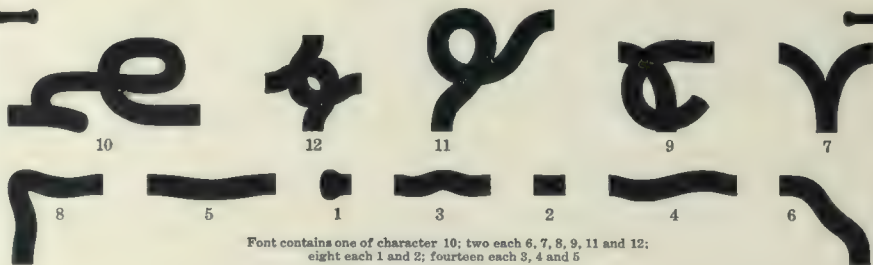 10 12 11 9 7
8 5 1 3 2 4 6
Font contains one of character 10; two each 6, 7, 8, 9, 11 and 12;
eight each 1 and 2; fourteen each 3, 4 and 5